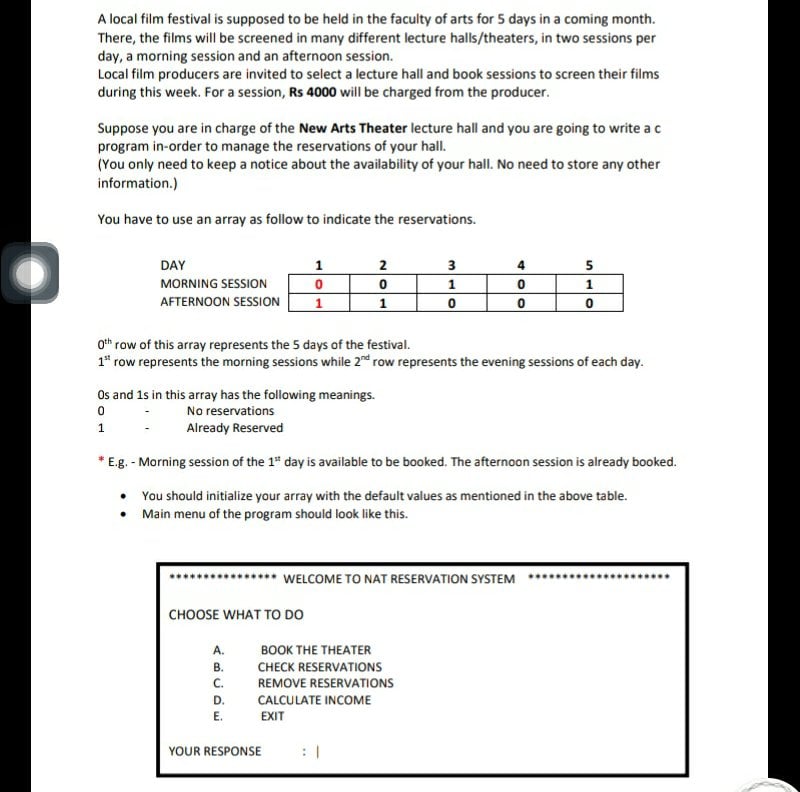 A local film festival is supposed to be held in the faculty of arts for 5 days in a coming month.
There, the films will be screened in many different lecture halls/theaters, in two sessions per
day, a morning session and an afternoon session.
Local film producers are invited to select a lecture hall and book sessions to screen their films
during this week. For a session, Rs 4000 will be charged from the producer.
Suppose you are in charge of the New Arts Theater lecture hall and you are going to write a c
program in-order to manage the reservations of your hall.
(You only need to keep a notice about the availability of your hall. No need to store any other
information.)
You have to use an array as follow to indicate the reservations.
DAY 1 2 3 4 5
MORNING SESSION 0 0 1 0 1
AFTERNOON SESSION 1 1 0 0 0
0th row of this array represents the 5 days of the festival.
1st row represents the morning sessions while 2nd row represents the evening sessions of each day.
0s and 1s in this array has the following meanings.
0 - No reservations
1 - Already Reserved
* E.g. - Morning session of the 1st day is available to be booked. The afternoon session is already booked.
• You should initialize your array with the default values as mentioned in the above table.
• Main menu of the program should look like this.
**************** WELCOME TO NAT RESERVATION SYSTEM *********************
CHOOSE WHAT TO DO
A. BOOK THE THEATER
B. CHECK RESERVATIONS
C. REMOVE RESERVATIONS
D. CALCULATE INCOME
E. EXIT
YOUR RESPONSE : |